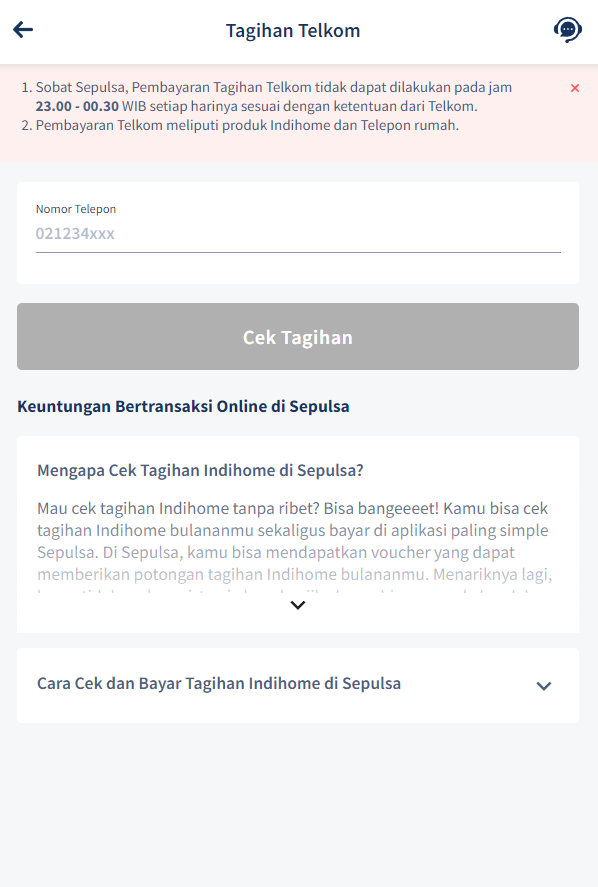 Tagihan Telkom
1. Sobat Sepulsa, Pembayaran Tagihan Telkom tidak dapat dilakukan pada jam
23.00 - 00.30 WIB setiap harinya sesuai dengan ketentuan dari Telkom.
2. Pembayaran Telkom meliputi produk Indihome dan Telepon rumah.
Nomor Telepon
021234xxx
Cek Tagihan
Keuntungan Bertransaksi Online di Sepulsa
Mengapa Cek Tagihan Indihome di Sepulsa?
Mau cek tagihan Indihome tanpa ribet? Bisa bangeeeet! Kamu bisa cek
tagihan Indihome bulananmu sekaligus bayar di aplikasi paling simple
Sepulsa. Di Sepulsa, kamu bisa mendapatkan voucher yang dapat
memberikan potongan tagihan Indihome bulananmu. Menariknya lagi,
Cara Cek dan Bayar Tagihan Indihome di Sepulsa